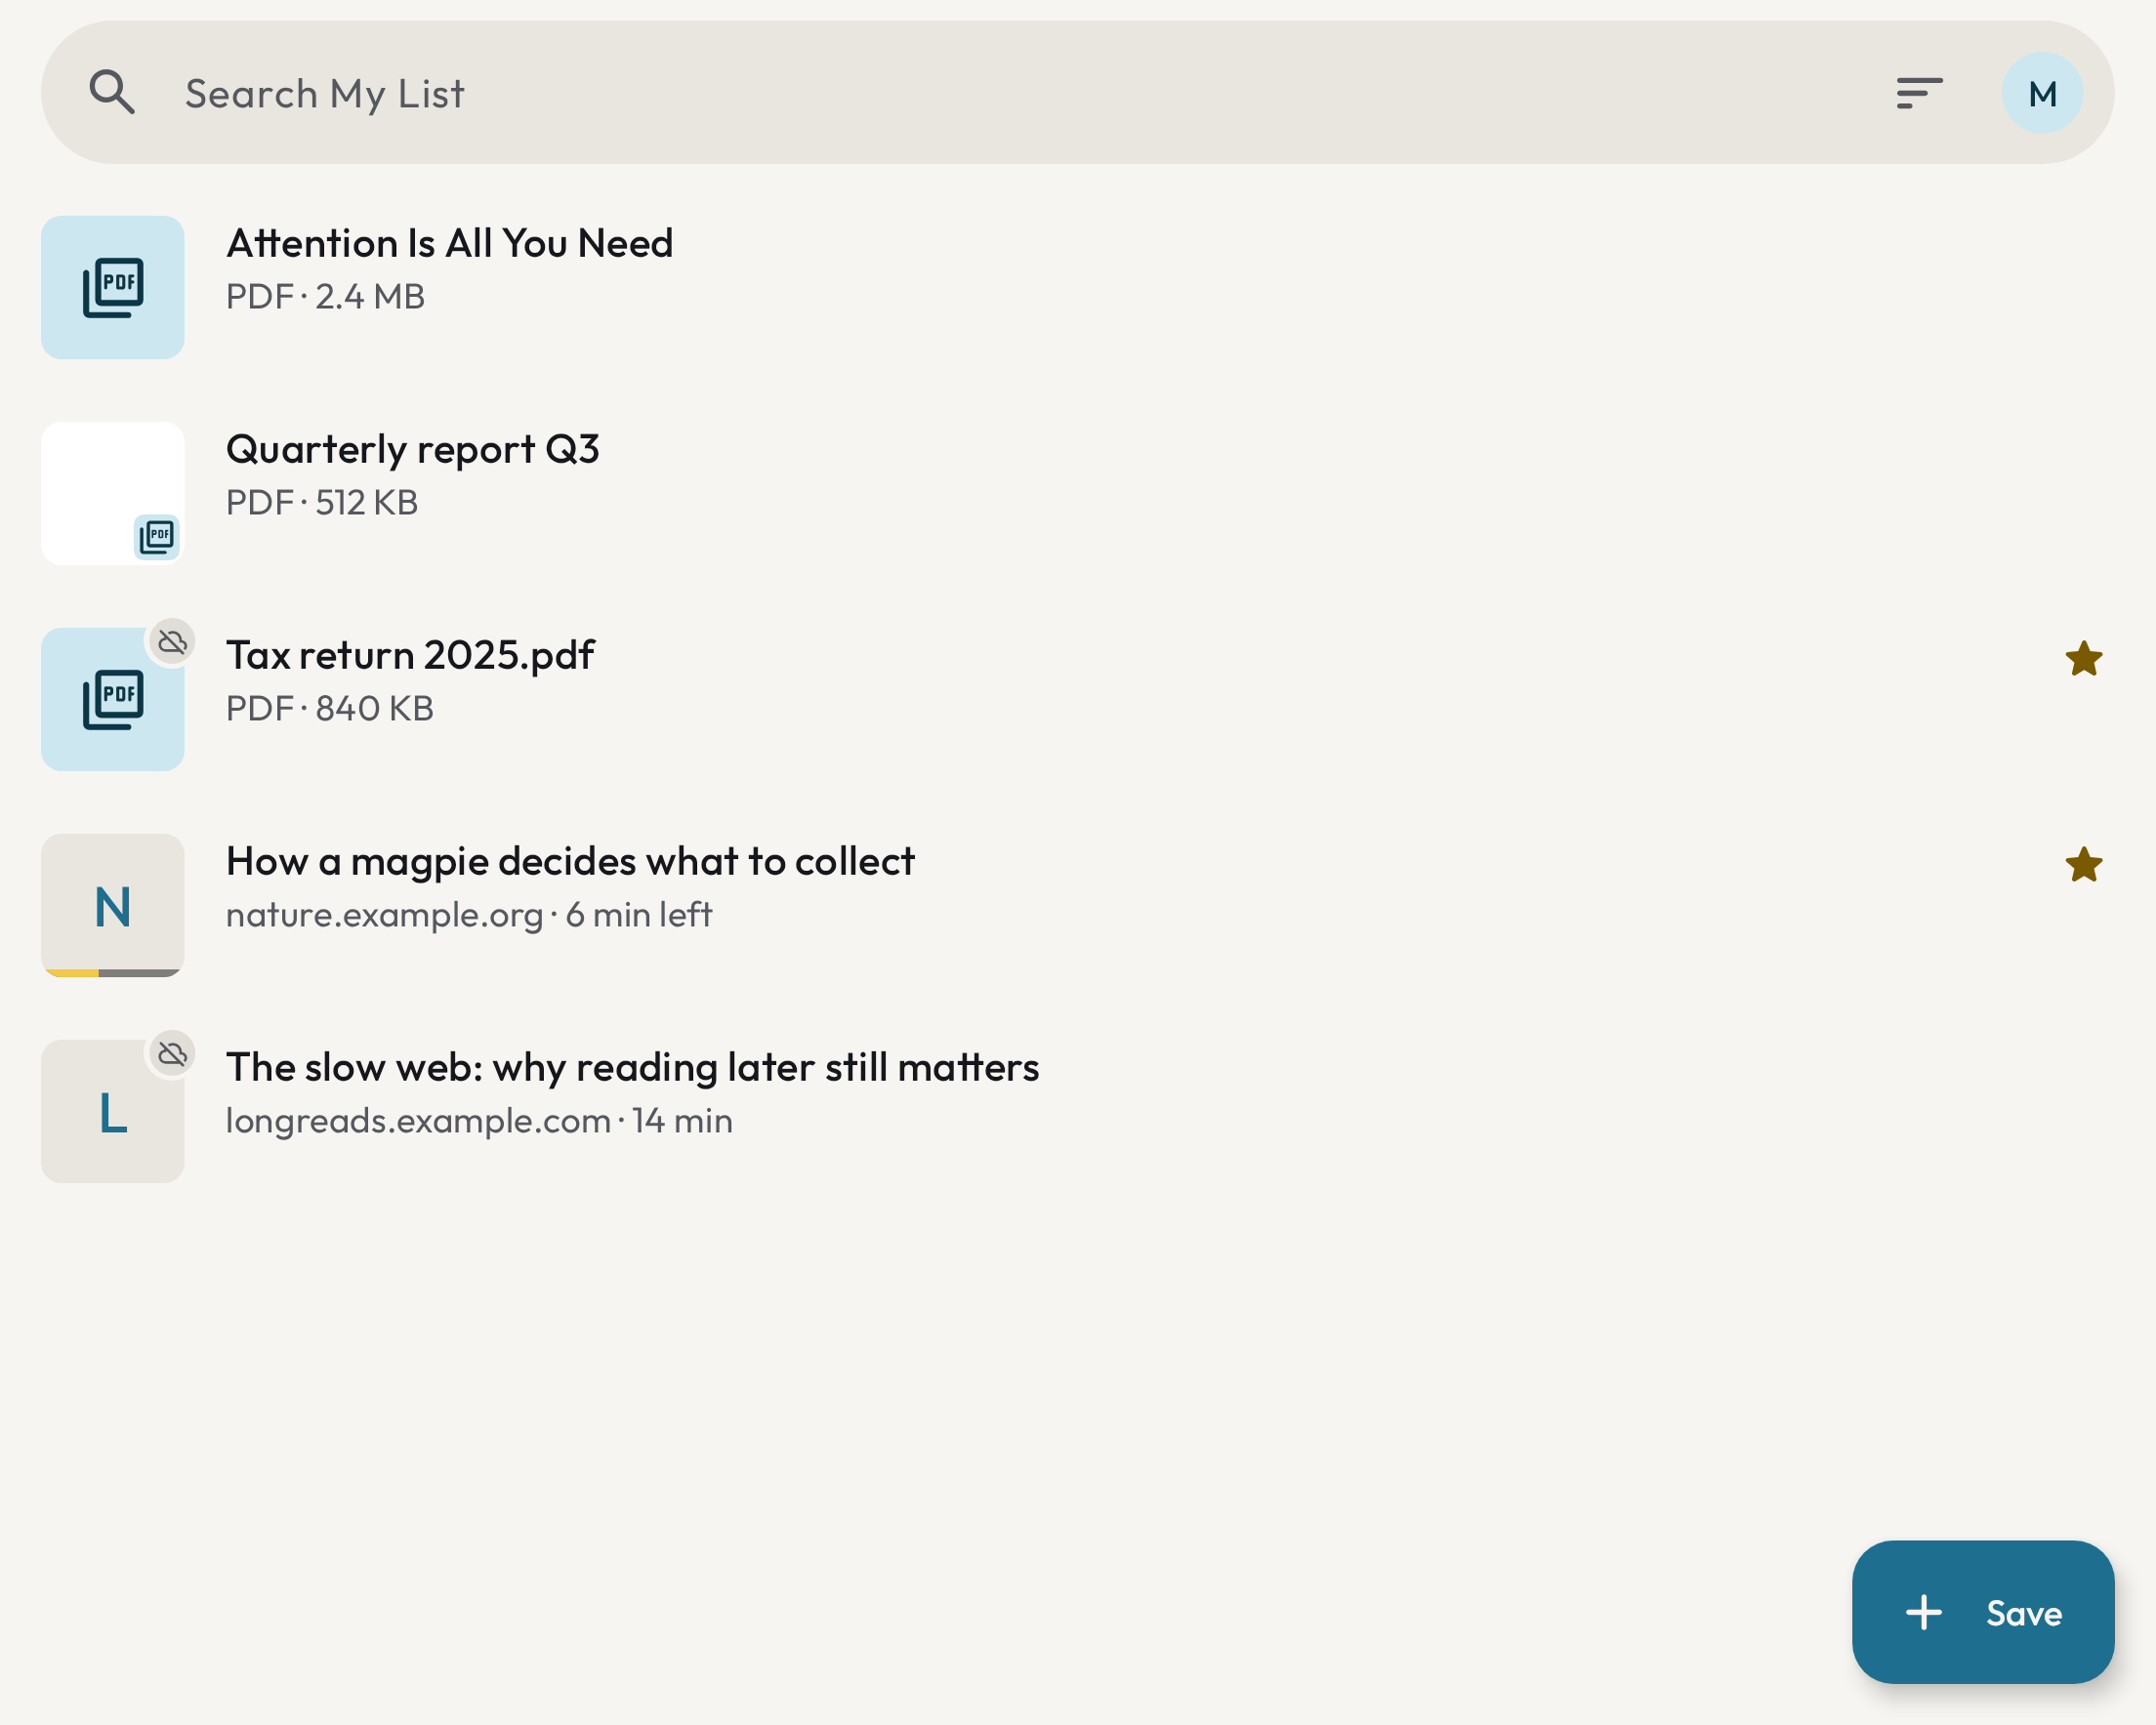 Search My List
M
PDF
Attention Is All You Need
PDF · 2.4 MB
Quarterly report Q3
PDF · 512 KB
PDF
Tax return 2025.pdf
PDF
PDF · 840 KB
How a magpie decides what to collect
N
nature.example.org · 6 min left
The slow web: why reading later still matters
L
longreads.example.com · 14 min
Save